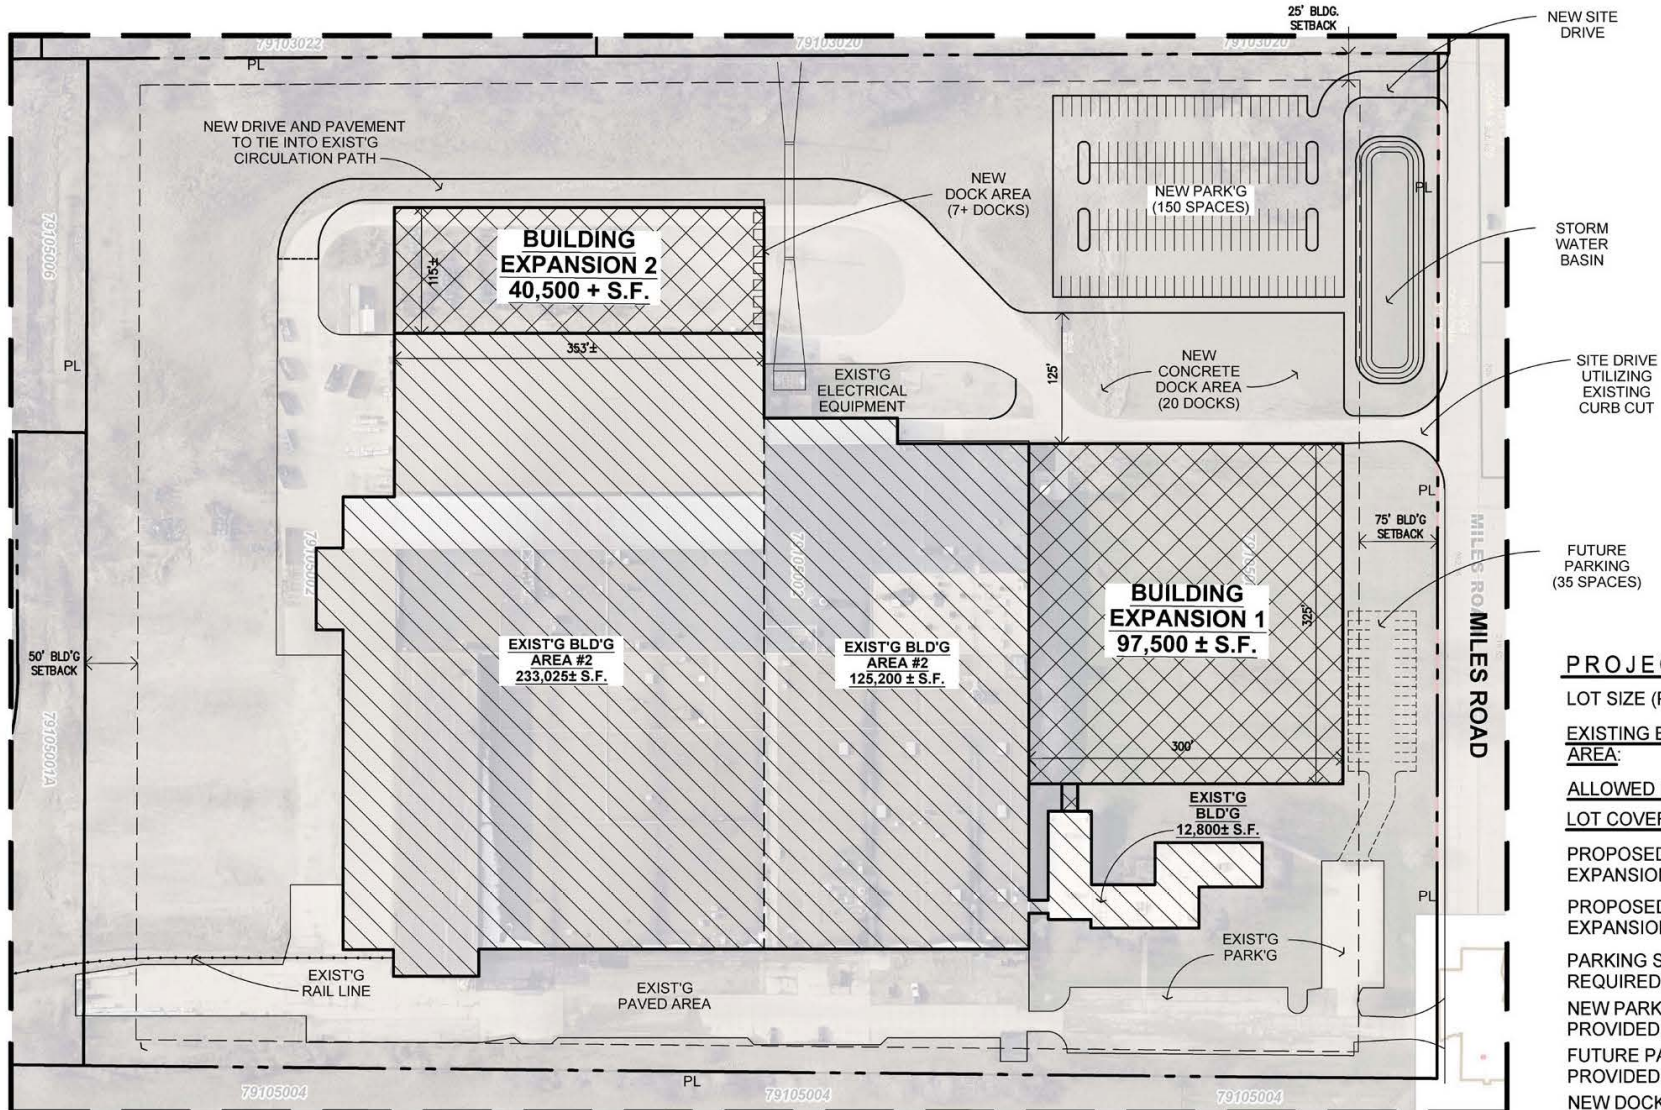 25' BLDG.
SETBACK
NEW SITE
DRIVE
79103022
79103020
79103020
PL
NEW DRIVE AND PAVEMENT
TO TIE INTO EXIST'G
CIRCULATION PATH
NEW
DOCK AREA
(7+ DOCKS)
NEW PARK'G
(150 SPACES)
PL
STORM
WATER
BASIN
79105006
BUILDING
EXPANSION 2
40,500 + S.F.
115'±
353'±
PL
EXIST'G
ELECTRICAL
EQUIPMENT
125'
NEW
CONCRETE
DOCK AREA
(20 DOCKS)
SITE DRIVE
UTILIZING
EXISTING
CURB CUT
PL
75' BLD'G
SETBACK
FUTURE
PARKING
(35 SPACES)
79105002
BUILDING
EXPANSION 1
97,500 ± S.F.
325'
300'
MILES ROAD
MILES ROAD
50' BLD'G
SETBACK
EXIST'G BLD'G
AREA #2
233,025± S.F.
EXIST'G BLD'G
AREA #2
125,200 ± S.F.
79105001A
PROJEC
LOT SIZE (
EXISTING B
AREA:
ALLOWED
LOT COVER
PROPOSED
EXPANSION
PROPOSED
EXPANSION
PARKING S
REQUIRED
NEW PARK
PROVIDED
FUTURE PA
PROVIDED
NEW DOCK
EXIST'G
BLD'G
12,800± S.F.
PL
EXIST'G
PARK'G
EXIST'G
RAIL LINE
EXIST'G
PAVED AREA
PL
79105004
79105004
79105004